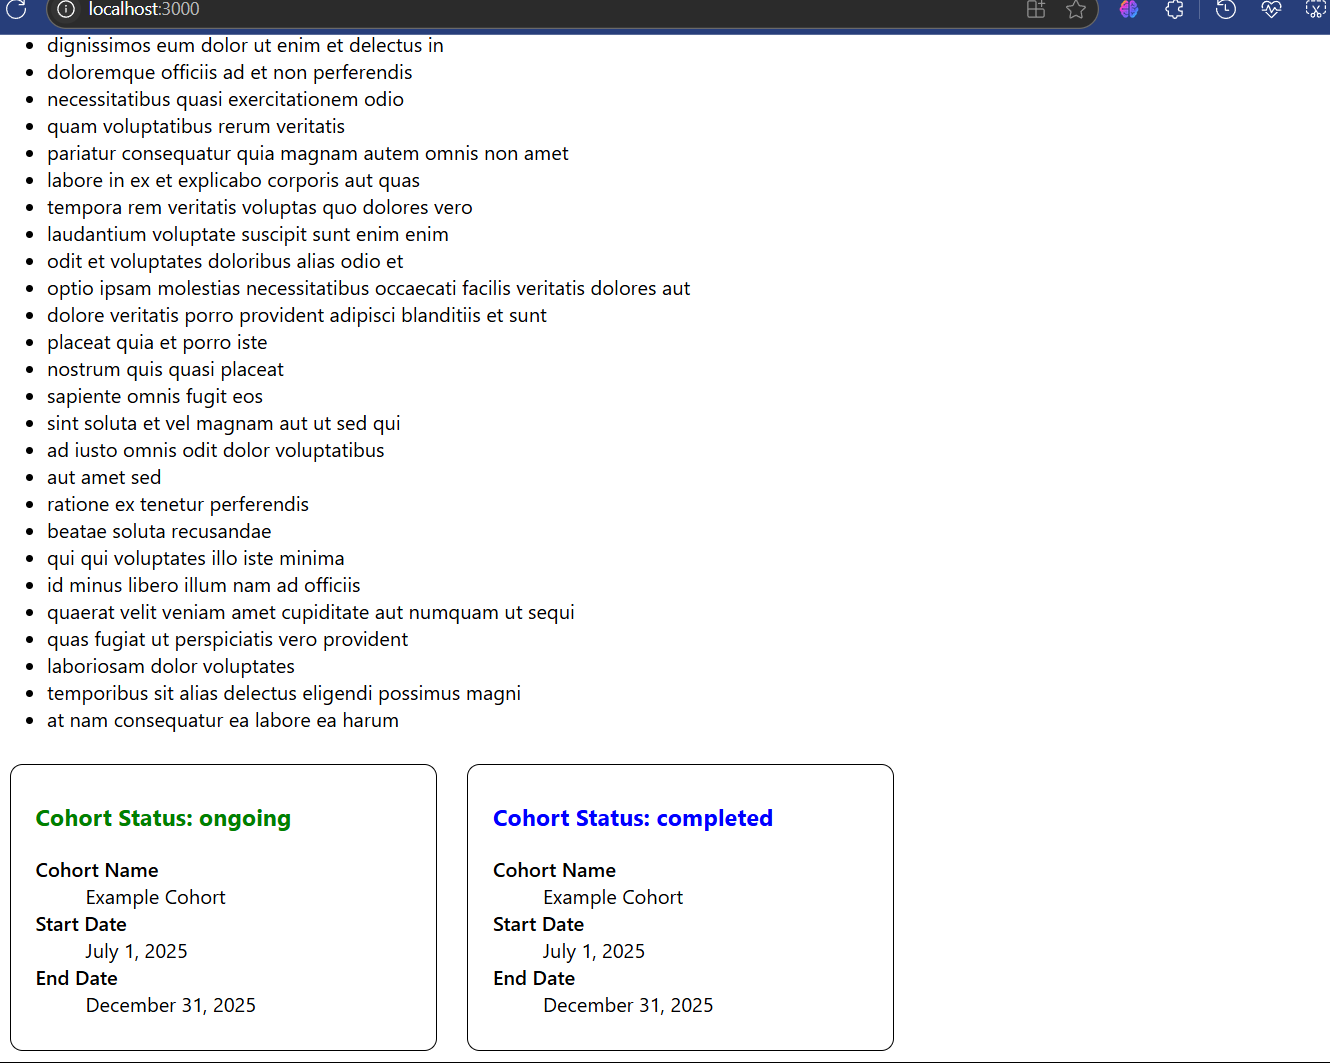 localhost:3000
dignissimos eum dolor ut enim et delectus in
doloremque officiis ad et non perferendis
necessitatibus quasi exercitationem odio
quam voluptatibus rerum veritatis
pariatur consequatur quia magnam autem omnis non amet
labore in ex et explicabo corporis aut quas
tempora rem veritatis voluptas quo dolores vero
laudantium voluptate suscipit sunt enim enim
odit et voluptates doloribus alias odio et
optio ipsam molestias necessitatibus occaecati facilis veritatis dolores aut
dolore veritatis porro provident adipisci blanditiis et sunt
placeat quia et porro iste
nostrum quis quasi placeat
sapiente omnis fugit eos
sint soluta et vel magnam aut ut sed qui
ad iusto omnis odit dolor voluptatibus
aut amet sed
ratione ex tenetur perferendis
beatae soluta recusandae
qui qui voluptates illo iste minima
id minus libero illum nam ad officiis
quaerat velit veniam amet cupiditate aut numquam ut sequi
quas fugiat ut perspiciatis vero provident
laboriosam dolor voluptates
temporibus sit alias delectus eligendi possimus magni
at nam consequatur ea labore ea harum
Cohort Status: ongoing
Cohort Name
Example Cohort
Start Date
July 1, 2025
End Date
December 31, 2025
Cohort Status: completed
Cohort Name
Example Cohort
Start Date
July 1, 2025
End Date
December 31, 2025